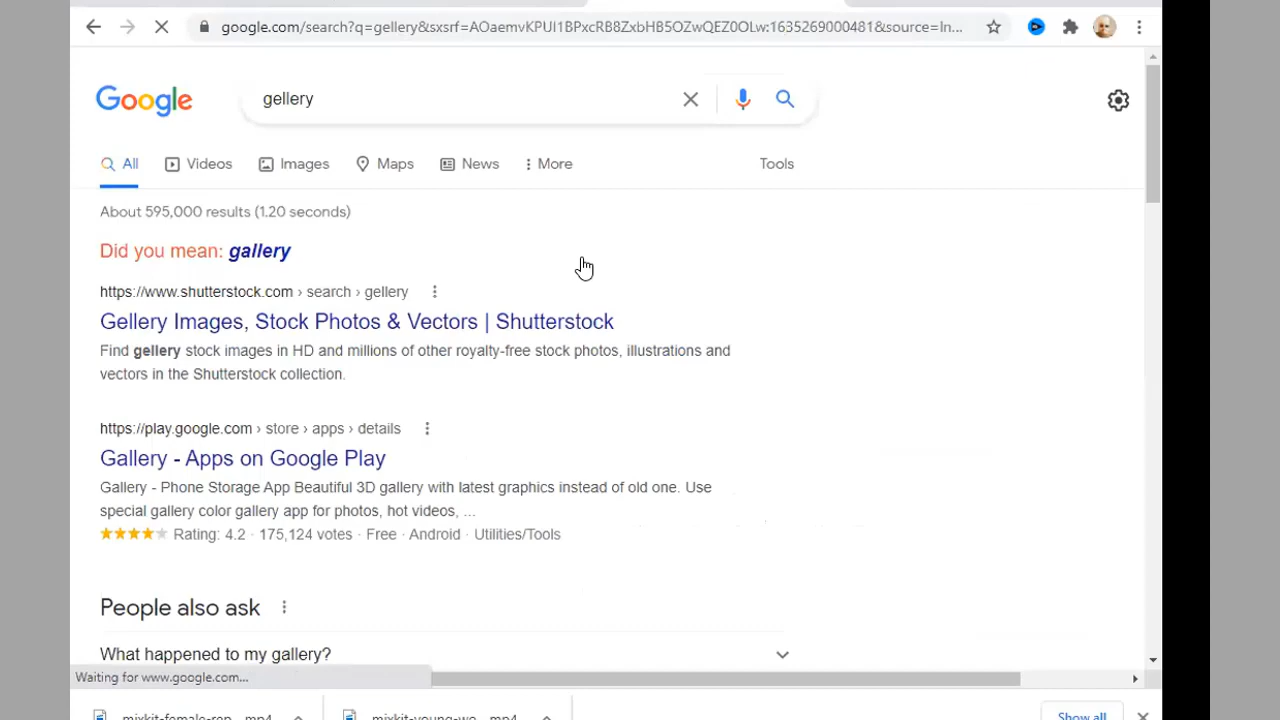 google.com/search?q=gellery&sxsrf=AOaemvKPUI1BPxcRB8ZxbHB5OZwQEZ0OLw:1635269000481&source=ln...
Google
gellery
All
Videos
Images
Maps
News
More
Tools
About 595,000 results (1.20 seconds)
Did you mean: gallery
https://www.shutterstock.com › search › gellery
Gellery Images, Stock Photos & Vectors | Shutterstock
Find gellery stock images in HD and millions of other royalty-free stock photos, illustrations and
vectors in the Shutterstock collection.
https://play.google.com › store › apps › details
Gallery - Apps on Google Play
Gallery - Phone Storage App Beautiful 3D gallery with latest graphics instead of old one. Use
special gallery color gallery app for photos, hot videos, ...
Rating: 4.2 · 175,124 votes · Free · Android · Utilities/Tools
People also ask
What happened to my gallery?
Waiting for www.google.com...
mixkit-female-rep....mp4
mixkit-young-wo....mp4
Show all